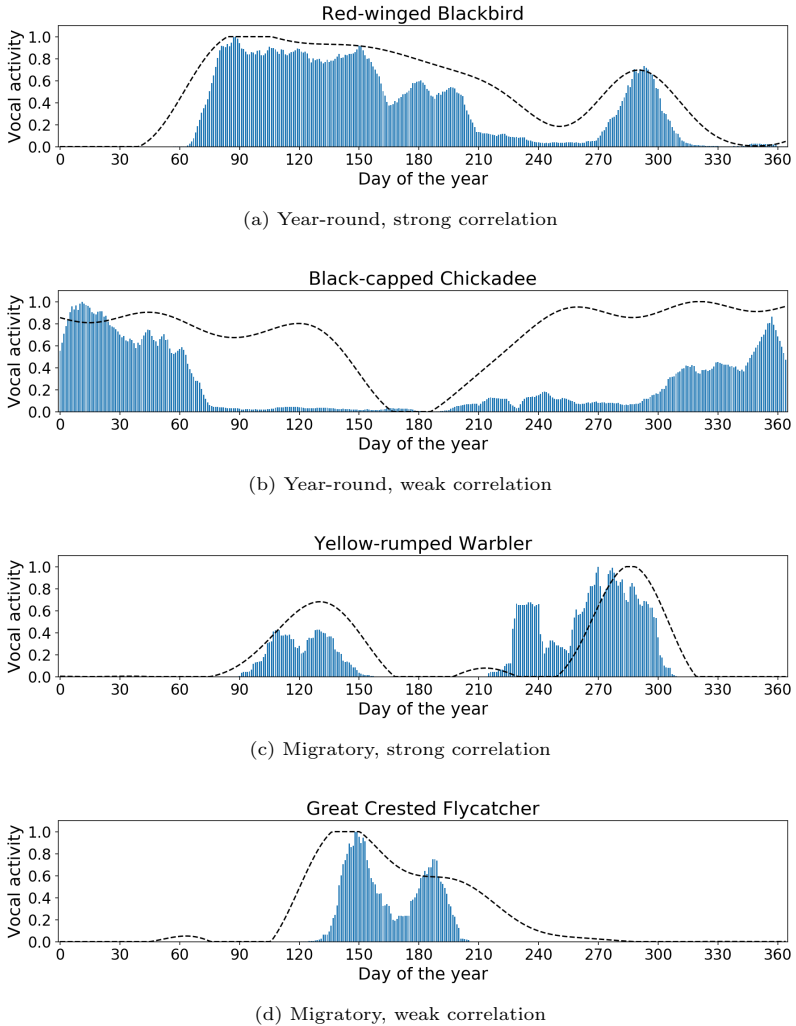 Red-winged Blackbird
Vocal activity
1.0
0.8
0.6
0.4
0.2
0.0
0 30 60 90 120 150 180 210 240 270 300 330 360
Day of the year
(a) Year-round, strong correlation
Black-capped Chickadee
Vocal activity
1.0
0.8
0.6
0.4
0.2
0.0
0 30 60 90 120 150 180 210 240 270 300 330 360
Day of the year
(b) Year-round, weak correlation
Yellow-rumped Warbler
Vocal activity
1.0
0.8
0.6
0.4
0.2
0.0
0 30 60 90 120 150 180 210 240 270 300 330 360
Day of the year
(c) Migratory, strong correlation
Great Crested Flycatcher
Vocal activity
1.0
0.8
0.6
0.4
0.2
0.0
0 30 60 90 120 150 180 210 240 270 300 330 360
Day of the year
(d) Migratory, weak correlation